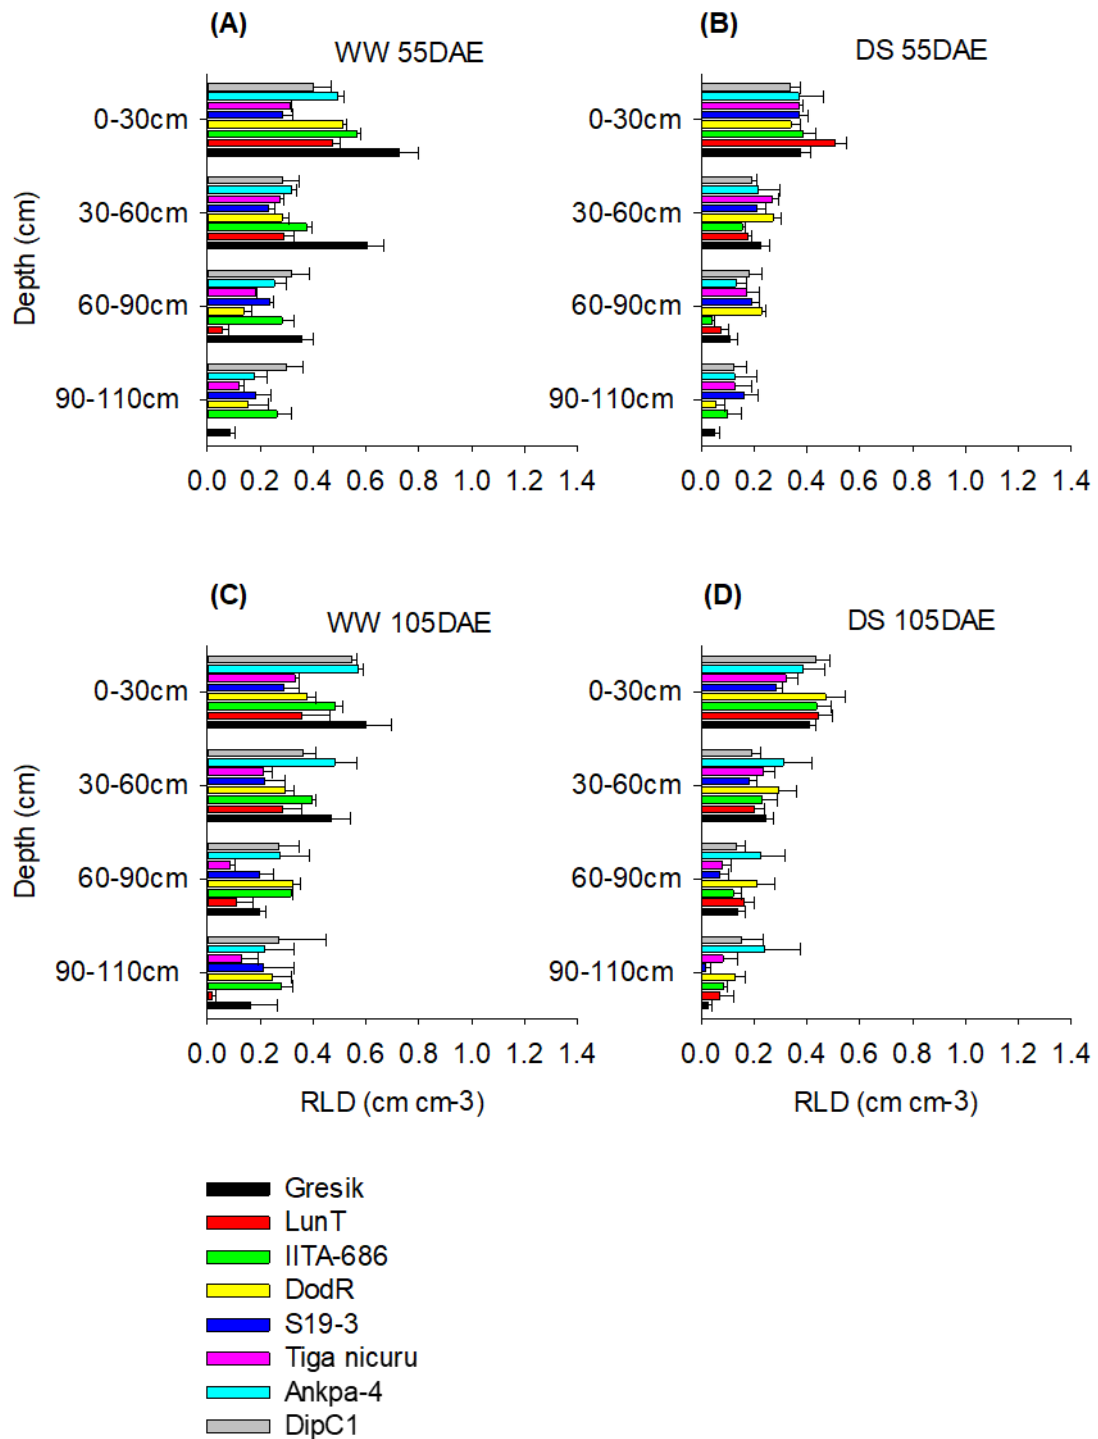 (A)
WW 55DAE
(B)
DS 55DAE
Depth (cm)
0-30cm
30-60cm
60-90cm
90-110cm
0.0 0.2 0.4 0.6 0.8 1.0 1.2 1.4
0-30cm
30-60cm
60-90cm
90-110cm
0.0 0.2 0.4 0.6 0.8 1.0 1.2 1.4
(C)
WW 105DAE
(D)
DS 105DAE
Depth (cm)
0-30cm
30-60cm
60-90cm
90-110cm
0.0 0.2 0.4 0.6 0.8 1.0 1.2 1.4
RLD (cm cm-3)
0-30cm
30-60cm
60-90cm
90-110cm
0.0 0.2 0.4 0.6 0.8 1.0 1.2 1.4
RLD (cm cm-3)
Gresik
LunT
IITA-686
DodR
S19-3
Tiga nicuru
Ankpa-4
DipC1